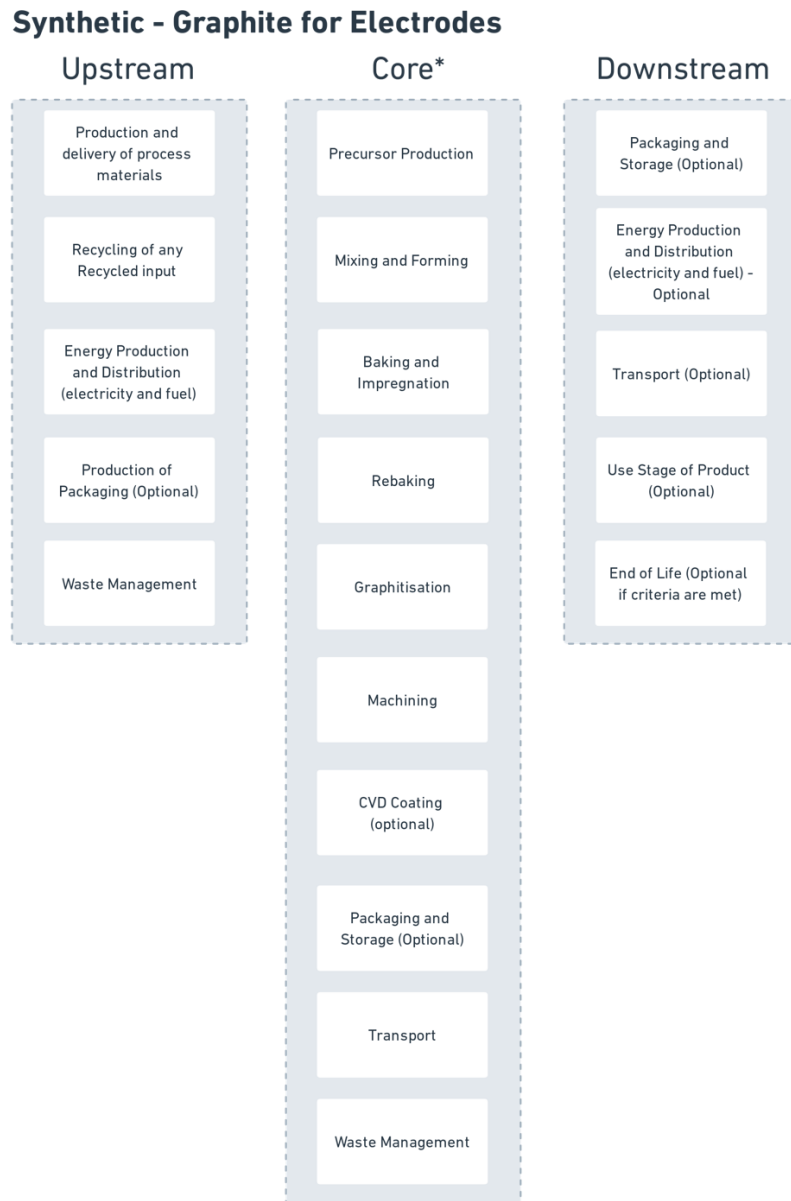 Synthetic - Graphite for Electrodes
Upstream
Production and
delivery of process
materials
Recycling of any
Recycled input
Energy Production
and Distribution
(electricity and fuel)
Production of
Packaging (Optional)
Waste Management
Core*
Precursor Production
Mixing and Forming
Baking and
Impregnation
Rebaking
Graphitisation
Machining
CVD Coating
(optional)
Packaging and
Storage (Optional)
Transport
Waste Management
Downstream
Packaging and
Storage (Optional)
Energy Production
and Distribution
(electricity and fuel) -
Optional
Transport (Optional)
Use Stage of Product
(Optional)
End of Life (Optional
if criteria are met)